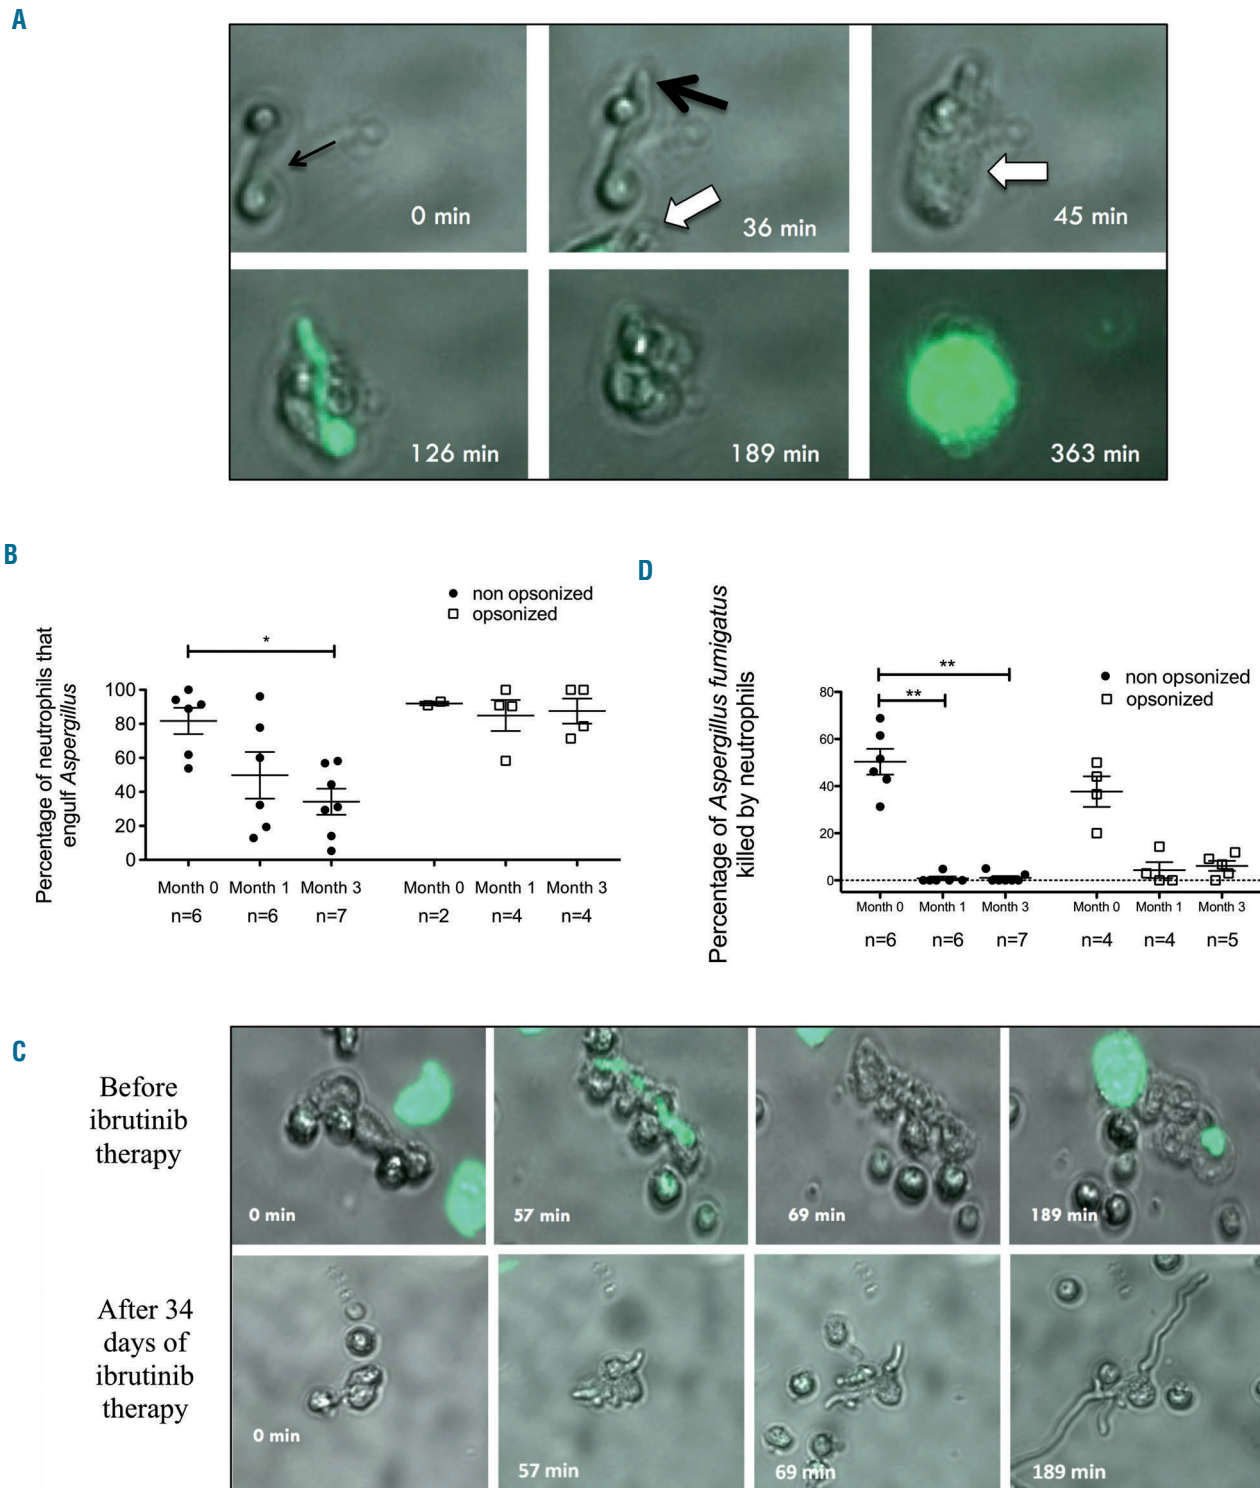 A
0 min
36 min
45 min
126 min
189 min
363 min
B
Percentage of neutrophils that
engulf Aspergillus
non opsonized
opsonized
*
100
80
60
40
20
0
Month 0
Month 1
Month 3
Month 0
Month 1
Month 3
n=6
n=6
n=7
n=2
n=4
n=4
D
Percentage of Aspergillus fumigatus
killed by neutrophils
non opsonized
opsonized
**
**
80
60
40
20
0
Month 0
Month 1
Month 3
Month 0
Month 1
Month 3
n=6
n=6
n=7
n=4
n=4
n=5
C
Before
ibrutinib
therapy
0 min
57 min
69 min
189 min
After 34
days of
ibrutinib
therapy
0 min
57 min
69 min
189 min